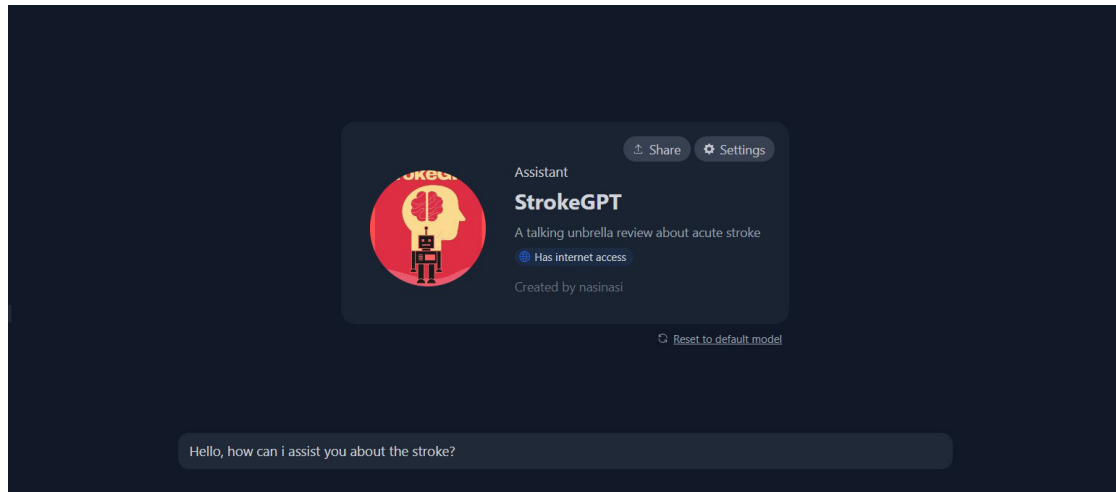 Share
Settings
Assistant
StrokeGPT
A talking unbrella review about acute stroke
Has internet access
Created by nasinasi
Reset to default model
Hello, how can i assist you about the stroke?